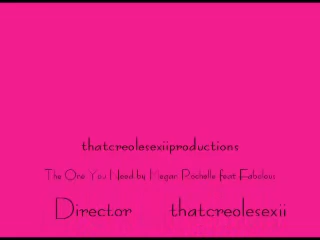 thatcreolesexiiproductions
The One You Need by Megan Rochelle feat Fabolous
Director thatcreolesexii